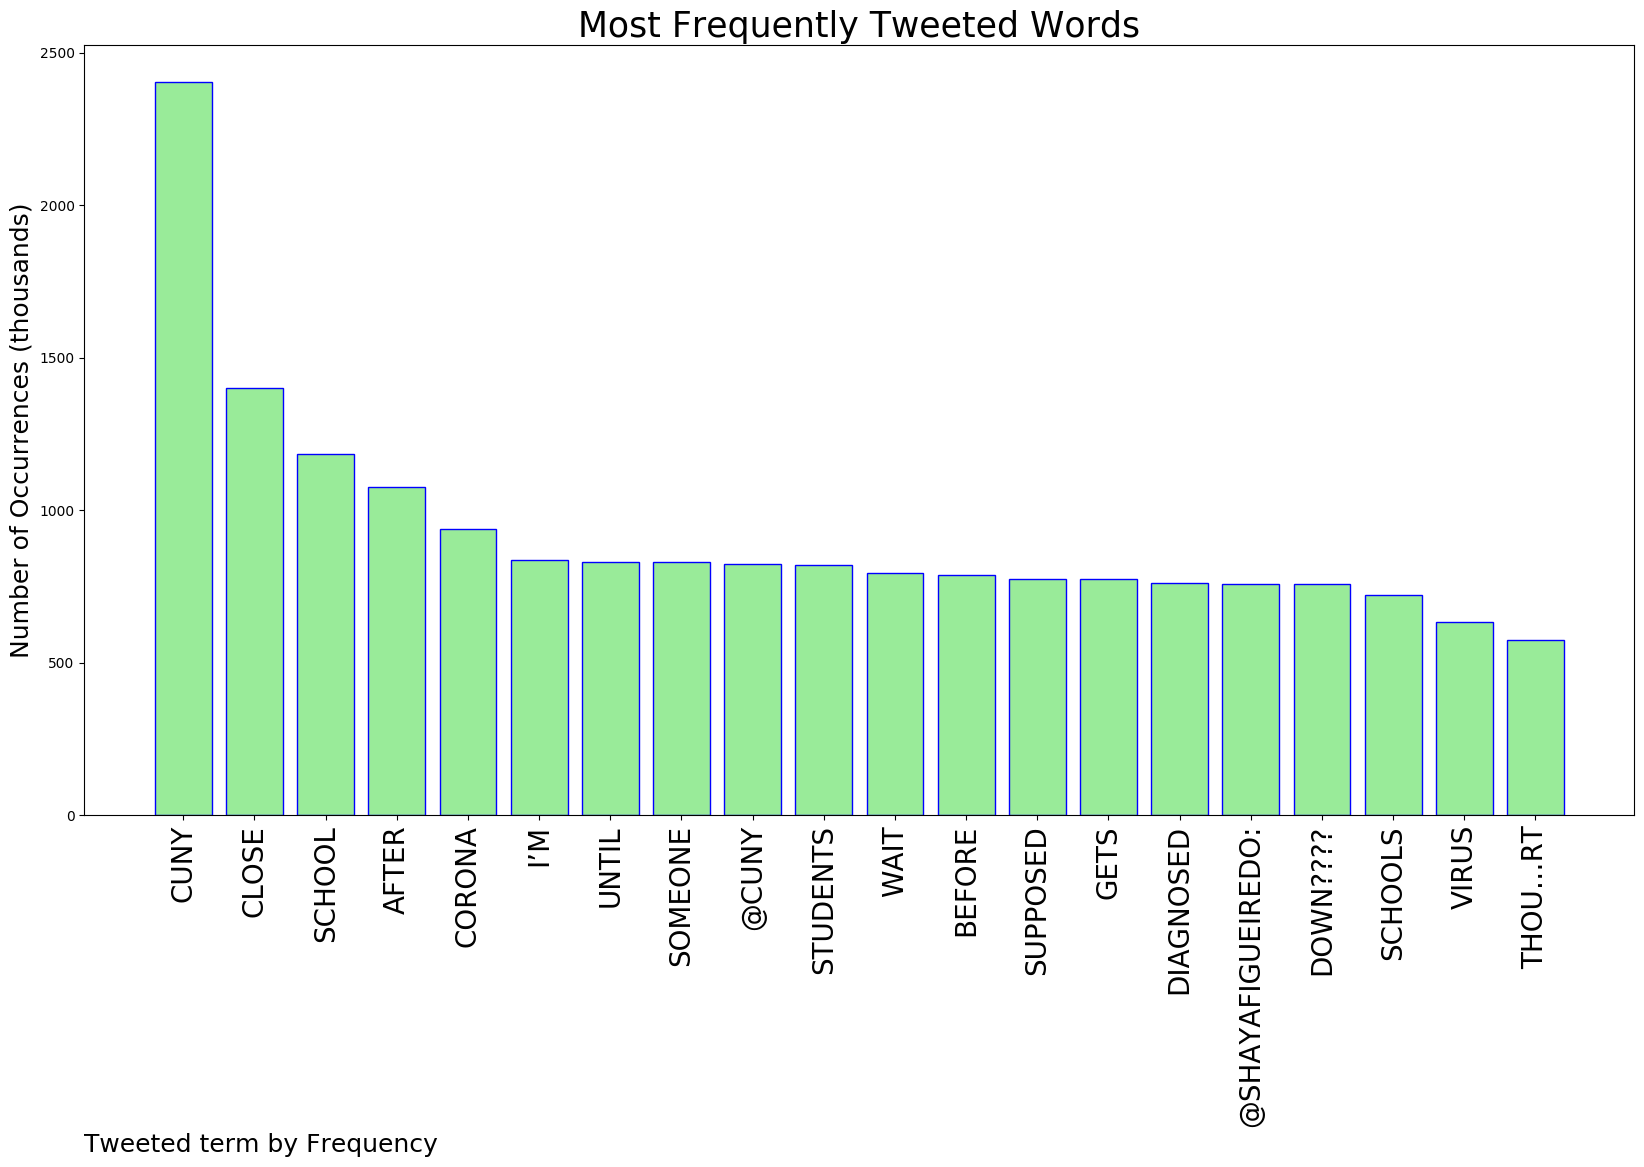 Most Frequently Tweeted Words
Number of Occurrences (thousands)
2500
2000
1500
1000
500
0
CUNY
CLOSE
SCHOOL
AFTER
CORONA
I’M
UNTIL
SOMEONE
@CUNY
STUDENTS
WAIT
BEFORE
SUPPOSED
GETS
DIAGNOSED
@SHAYAFIGUEIREDO:
DOWN????
SCHOOLS
VIRUS
THOU...RT
Tweeted term by Frequency